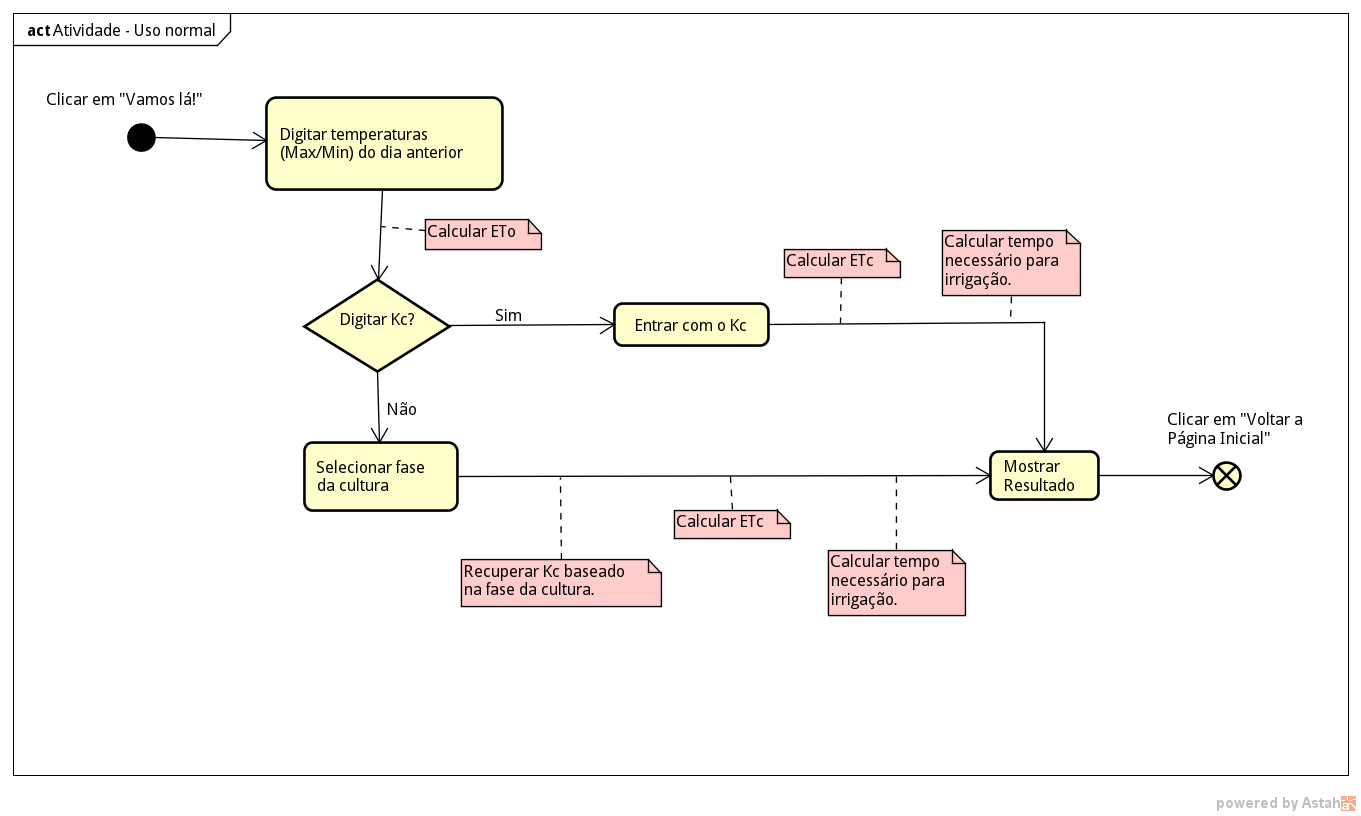 act Atividade - Uso normal
Clicar em "Vamos lá!"
Digitar temperaturas
(Max/Min) do dia anterior
Calcular ETo
Calcular ETc
Calcular tempo
necessário para
irrigação.
Digitar Kc?
Sim
Entrar com o Kc
Não
Clicar em "Voltar a
Página Inicial"
Selecionar fase
da cultura
Mostrar
Resultado
Calcular ETc
Recuperar Kc baseado
na fase da cultura.
Calcular tempo
necessário para
irrigação.
powered by Astah